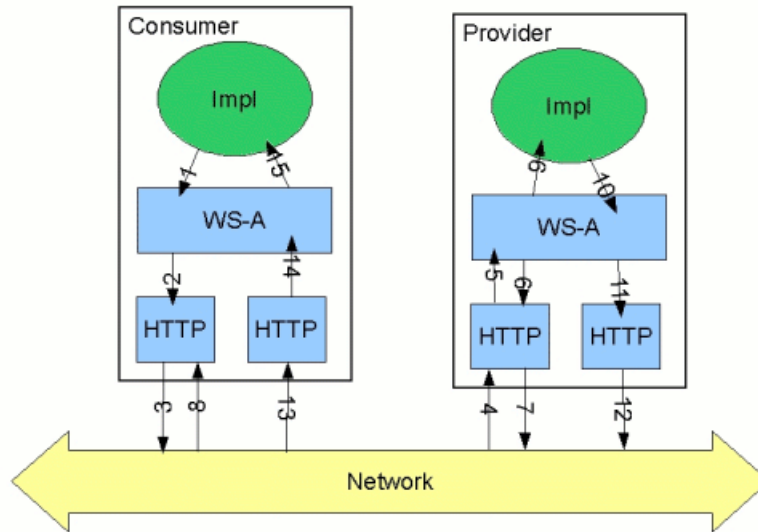 Consumer
Provider
Impl
Impl
1
15
9
10
WS-A
WS-A
2
14
5
6
11
HTTP
HTTP
HTTP
HTTP
3
8
13
4
7
12
Network